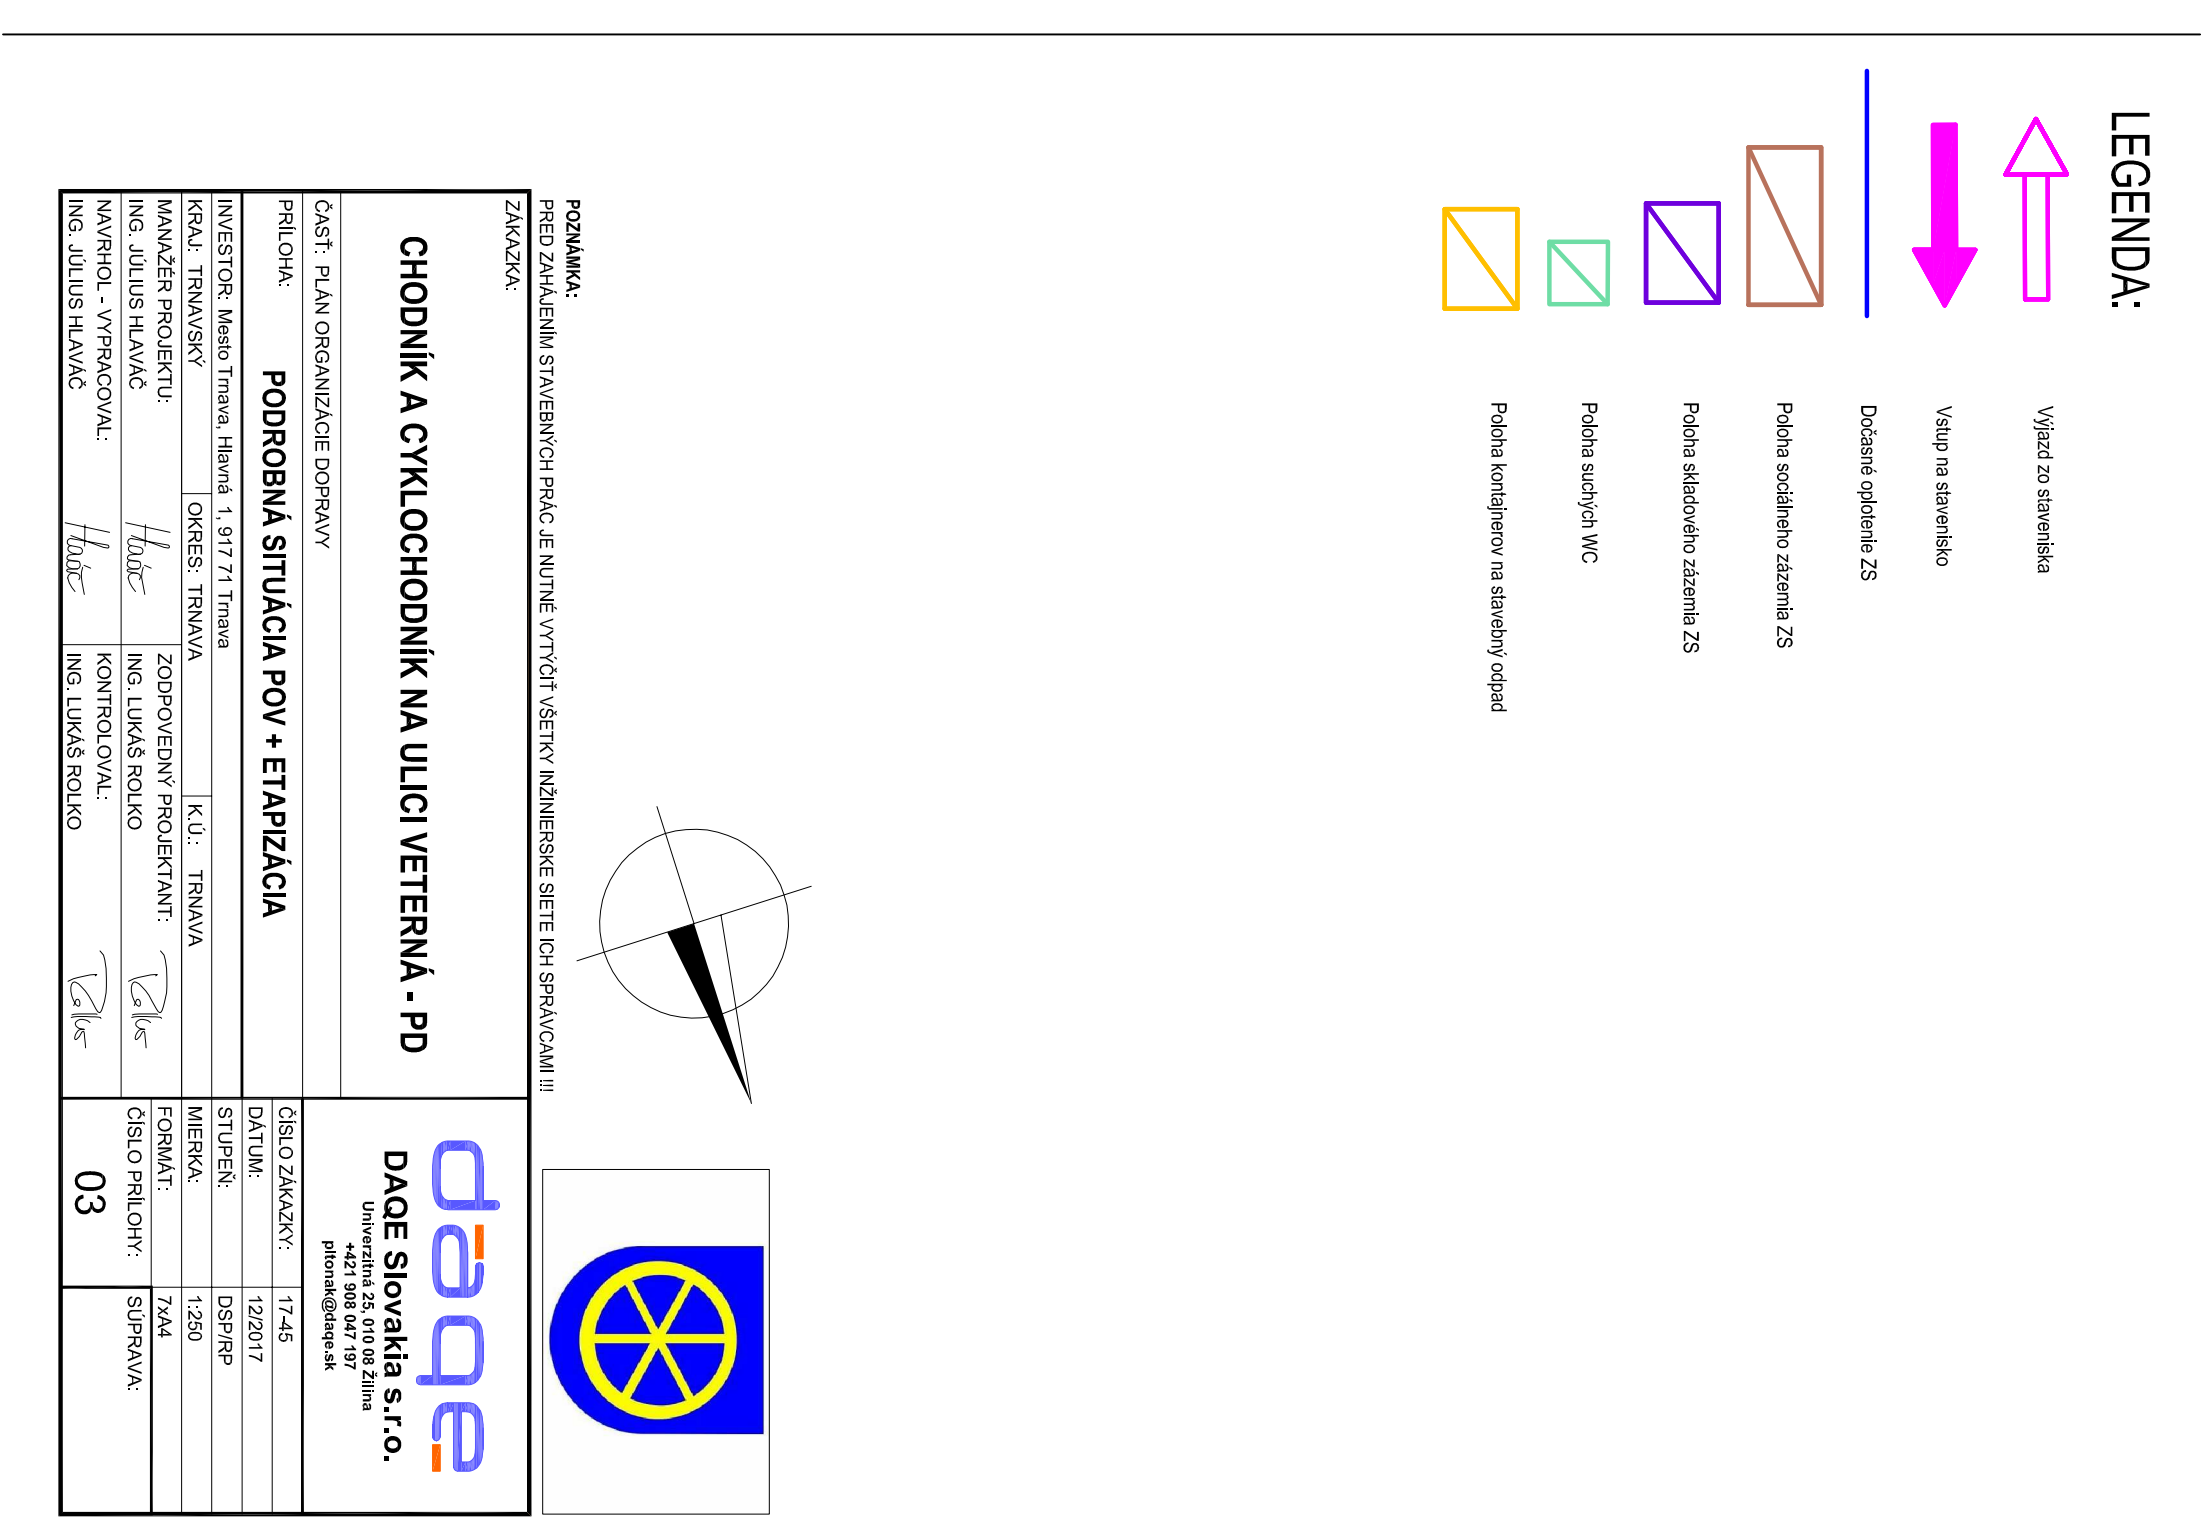 LEGENDA:
Výjazd zo staveniska
Vstup na stavenisko
Dočasné oplotenie ZS
Poloha sociálneho zázemia ZS
Poloha skladového zázemia ZS
Poloha suchých WC
Poloha kontajnerov na stavebný odpad
POZNÁMKA:
PRED ZAHÁJENÍM STAVEBNÝCH PRÁC JE NUTNÉ VYTÝČIŤ VŠETKY INŽINIERSKE SIETE ICH SPRÁVCAMI !!!
ZÁKAZKA:
CHODNÍK A CYKLOCHODNÍK NA ULICI VETERNÁ - PD
ČASŤ: PLÁN ORGANIZÁCIE DOPRAVY
PRÍLOHA:
PODROBNÁ SITUÁCIA POV + ETAPIZÁCIA
INVESTOR: Mesto Trnava, Hlavná 1, 917 71 Trnava
KRAJ: TRNAVSKÝ
OKRES: TRNAVA
K.Ú.: TRNAVA
MANAŽÉR PROJEKTU:
ING. JÚLIUS HLAVÁČ
ZODPOVEDNÝ PROJEKTANT:
ING. LUKÁŠ ROLKO
NAVRHOL - VYPRACOVAL:
ING. JÚLIUS HLAVÁČ
KONTROLOVAL:
ING. LUKÁŠ ROLKO
daqe
DAQE Slovakia s.r.o.
Univerzitná 25, 010 08 Žilina
+421 908 047 197
pltonak@daqe.sk
ČÍSLO ZÁKAZKY: 17-45
DÁTUM: 12/2017
STUPEŇ: DSP/RP
MIERKA: 1:250
FORMÁT: 7xA4
ČÍSLO PRÍLOHY:
03
SÚPRAVA: